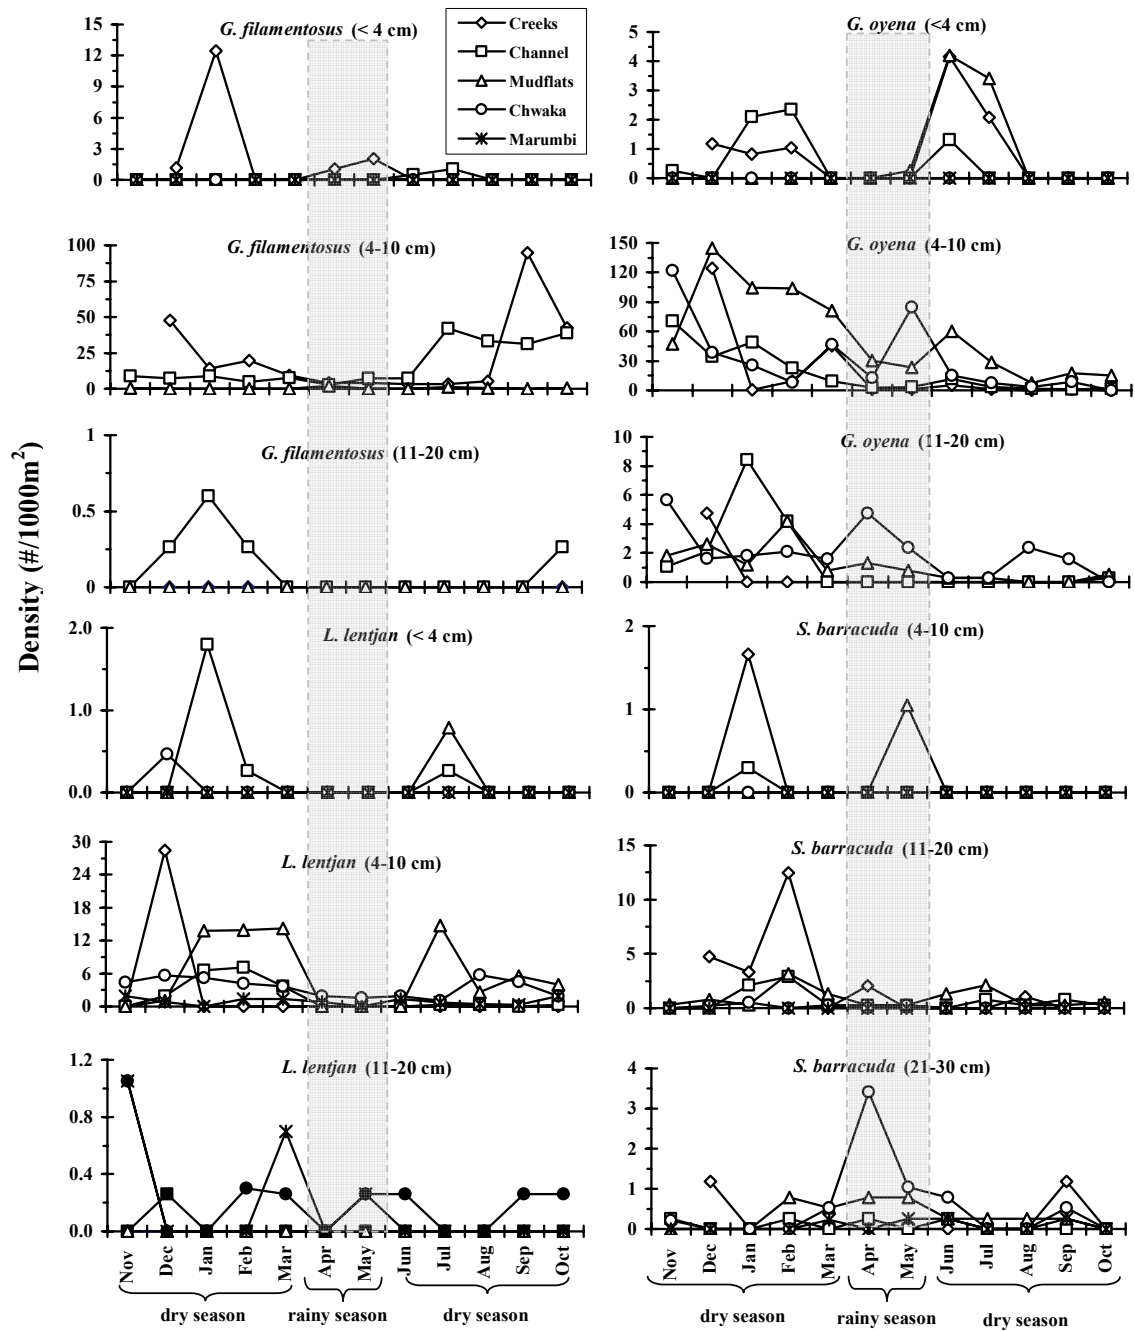 Density (#/1000m²)
G. filamentosus (< 4 cm)
15
12
9
6
3
0
Creeks
Channel
Mudflats
Chwaka
Marumbi
G. oyena (<4 cm)
5
4
3
2
1
0
G. filamentosus (4-10 cm)
100
75
50
25
0
G. oyena (4-10 cm)
150
120
90
60
30
0
G. filamentosus (11-20 cm)
1
0.5
0
G. oyena (11-20 cm)
10
8
6
4
2
0
L. lentjan (< 4 cm)
2.0
1.0
0.0
S. barracuda (4-10 cm)
2
1
0
L. lentjan (4-10 cm)
30
24
18
12
6
0
S. barracuda (11-20 cm)
15
10
5
0
L. lentjan (11-20 cm)
1.2
0.8
0.4
0.0
Nov Dec Jan Feb Mar Apr May Jun Jul Aug Sep Oct
dry season rainy season dry season
S. barracuda (21-30 cm)
4
3
2
1
0
Nov Dec Jan Feb Mar Apr May Jun Jul Aug Sep Oct
dry season rainy season dry season